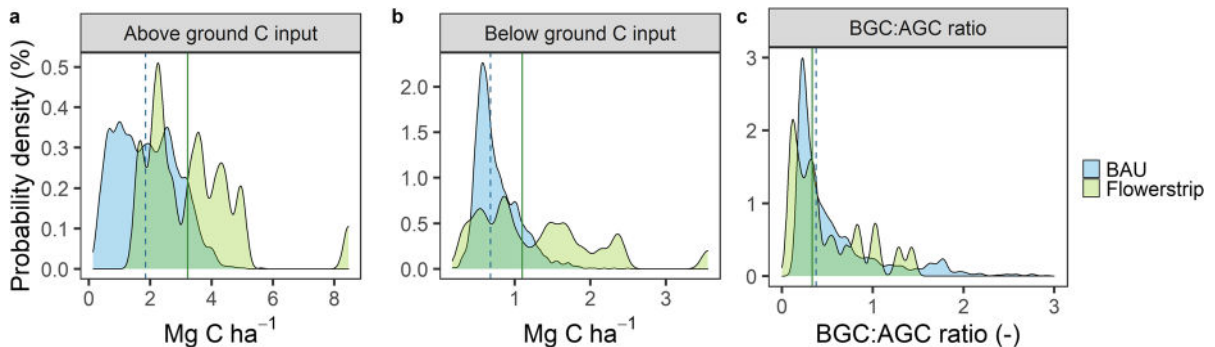 a
Above ground C input
Probability density (%)
0.5
0.4
0.3
0.2
0.1
0.0
0 2 4 6 8
Mg C ha⁻¹
b
Below ground C input
2.0
1.5
1.0
0.5
0.0
1 2 3
Mg C ha⁻¹
c
BGC:AGC ratio
3
2
1
0
0 1 2 3
BGC:AGC ratio (-)
BAU
Flowerstrip